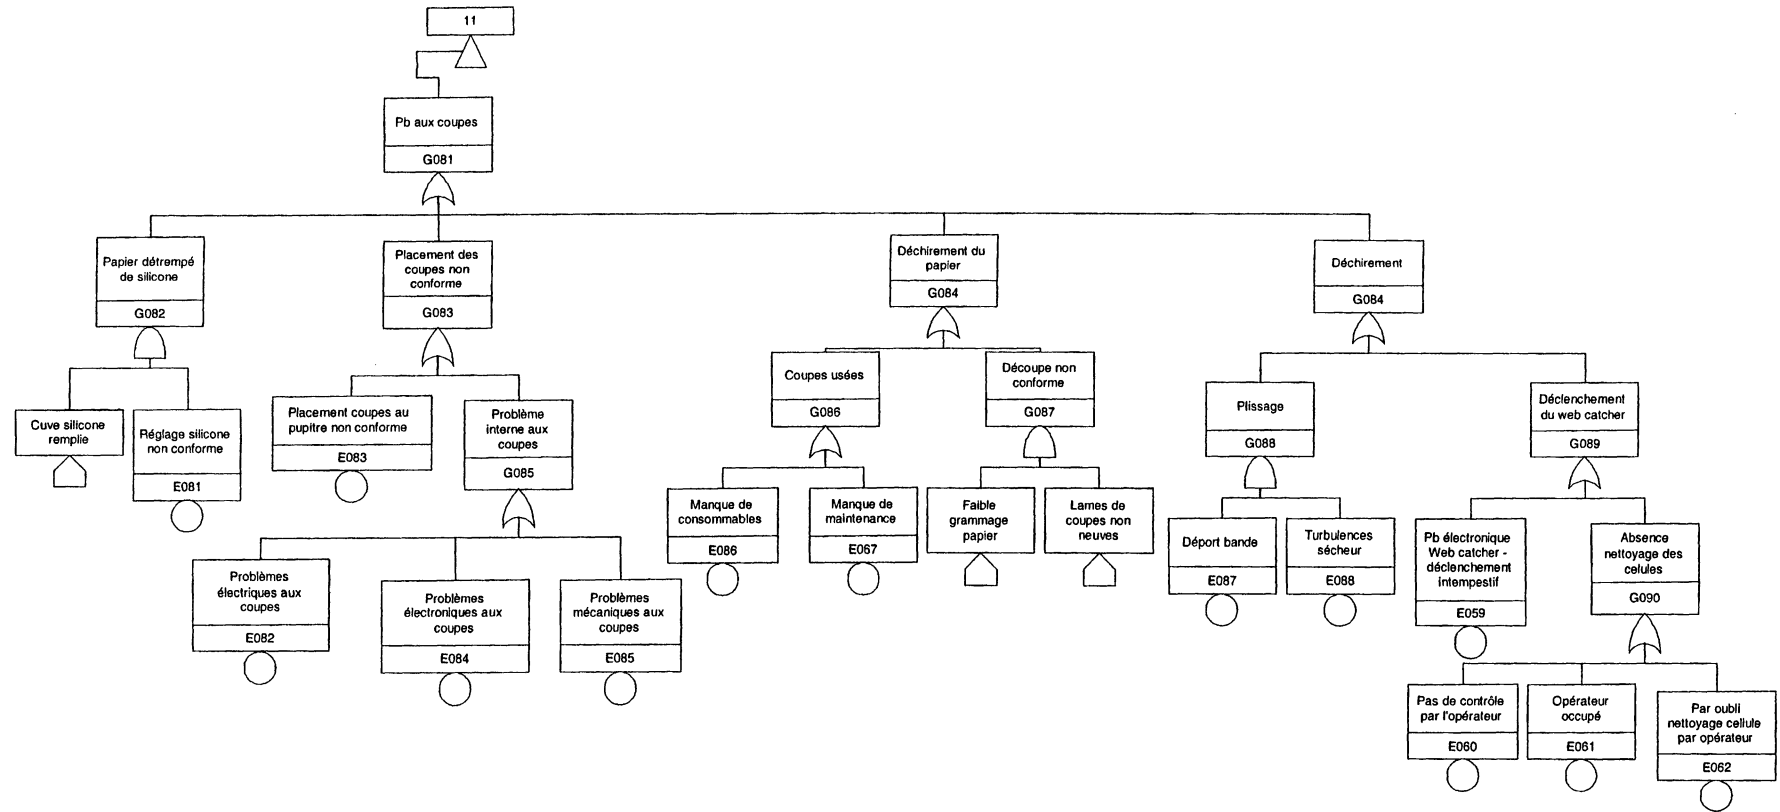 11
Pb aux coupes
G081
Papier détrempé
de silicone
G082
Placement des
coupes non
conforme
G083
Déchirement du
papier
G084
Déchirement
G084
Cuve silicone
remplie
Réglage silicone
non conforme
E081
Placement coupes au
pupitre non conforme
E083
Problème
interne aux
coupes
G085
Coupes usées
G086
Découpe non
conforme
G087
Plissage
G088
Déclenchement
du web catcher
G089
Problèmes
électriques aux
coupes
E082
Problèmes
électroniques aux
coupes
E084
Problèmes
mécaniques aux
coupes
E085
Manque de
consommables
E086
Manque de
maintenance
E067
Faible
grammage
papier
Lames de
coupes non
neuves
Déport bande
E087
Turbulences
sécheur
E088
Pb électronique
Web catcher -
déclenchement
intempestif
E059
Absence
nettoyage des
celules
G090
Pas de contrôle
par l'opérateur
E060
Opérateur
occupé
E061
Par oubli
nettoyage cellule
par opérateur
E062